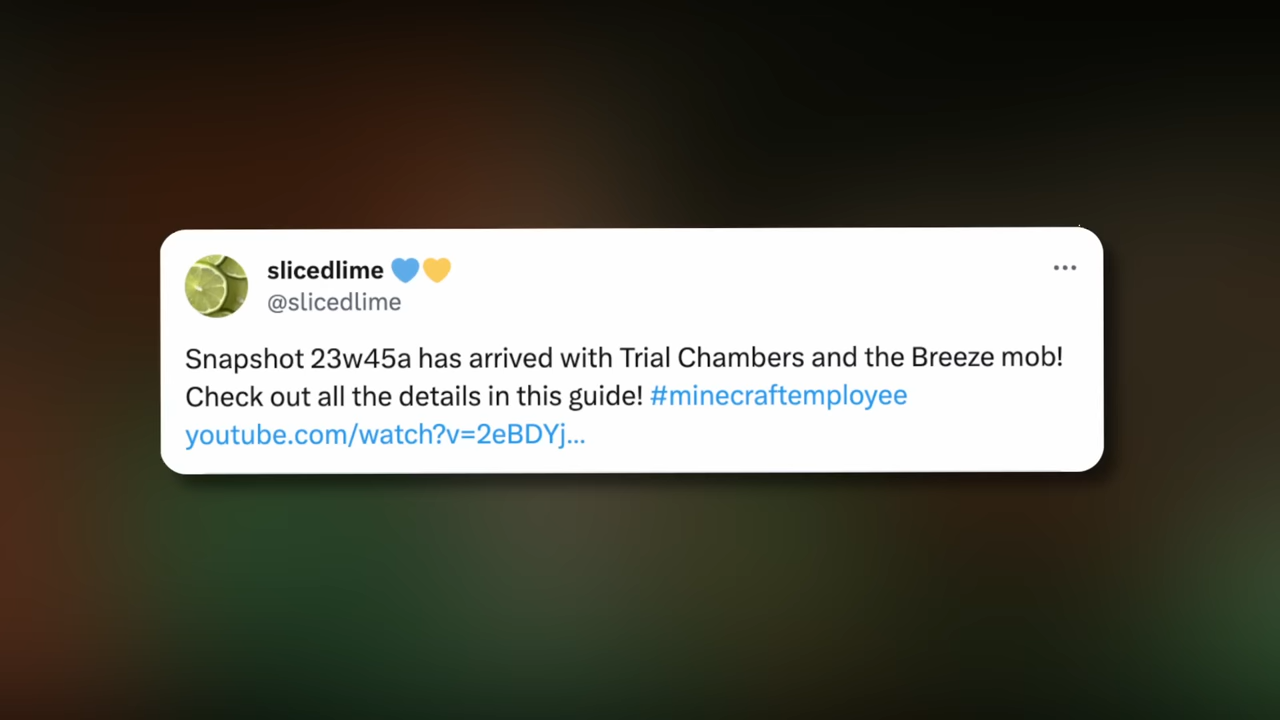 slicedlime 💙💛
@slicedlime
Snapshot 23w45a has arrived with Trial Chambers and the Breeze mob!
Check out all the details in this guide! #minecraftemployee
youtube.com/watch?v=2eBDYj...